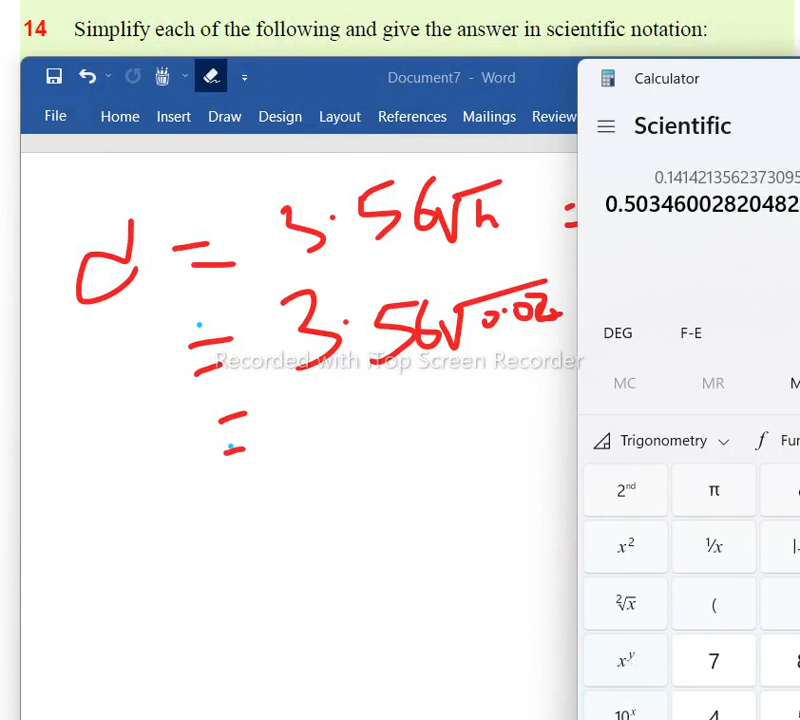 14 Simplify each of the following and give the answer in scientific notation:
Document7 - Word
File Home Insert Draw Design Layout References Mailings Review
Calculator
Scientific
0.1414213562373095
0.50346002820482
d = 3.56√h =
= 3.56√0.02
=
Recorded with iTop Screen Recorder
DEG F-E
MC MR M
Trigonometry f Fun
2nd π
x2 1/x
2√x (
xy 7
10x 4